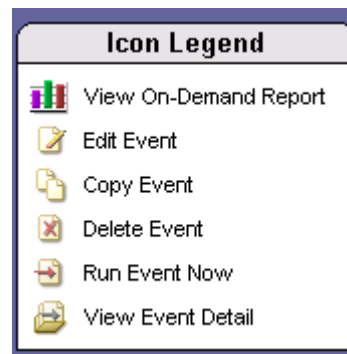 Icon Legend
View On-Demand Report
Edit Event
Copy Event
Delete Event
Run Event Now
View Event Detail